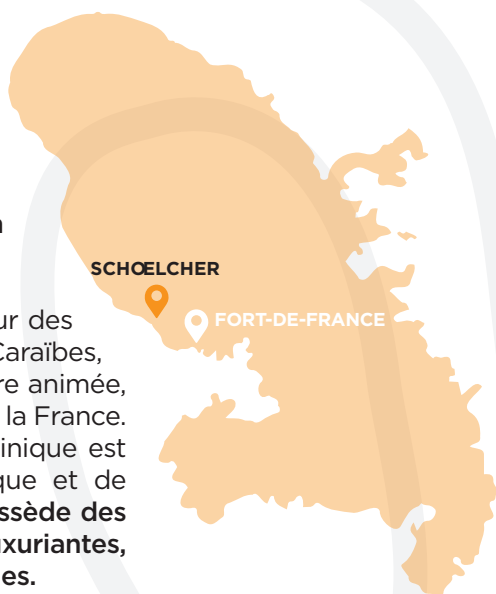 SCHŒLCHER
FORT-DE-FRANCE
ur des
Caraïbes,
re animée,
la France.
inique est
que et de
ssède des
xuriantes,
es.